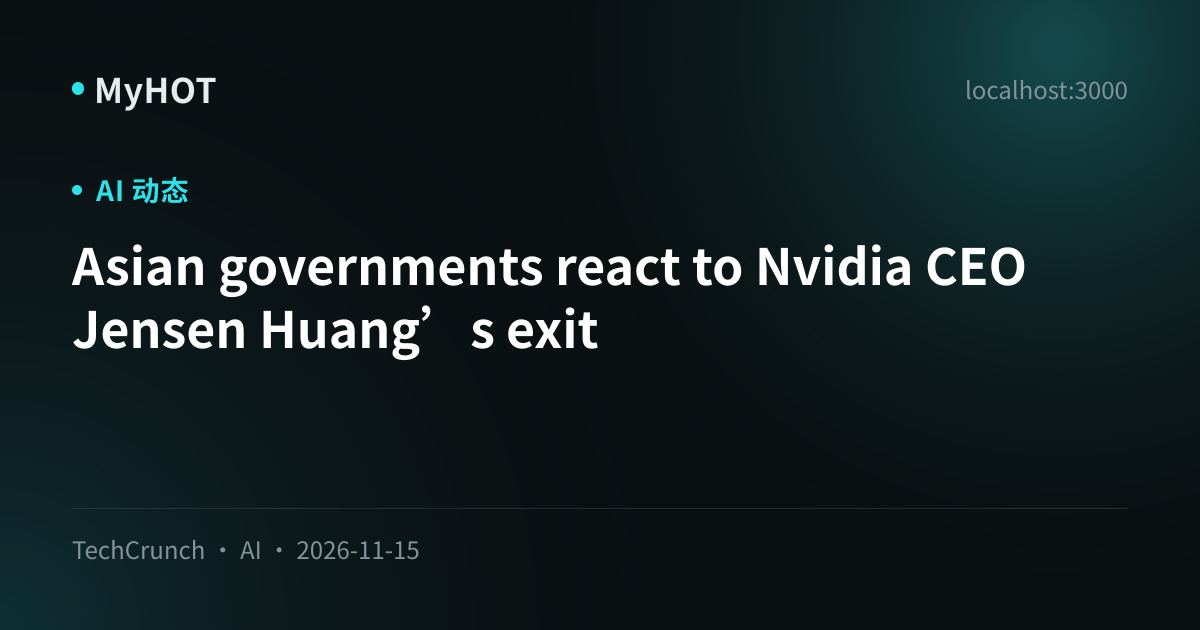 MyHOT
localhost:3000
AI 动态
Asian governments react to Nvidia CEO
Jensen Huang’s exit
TechCrunch · AI · 2026-11-15